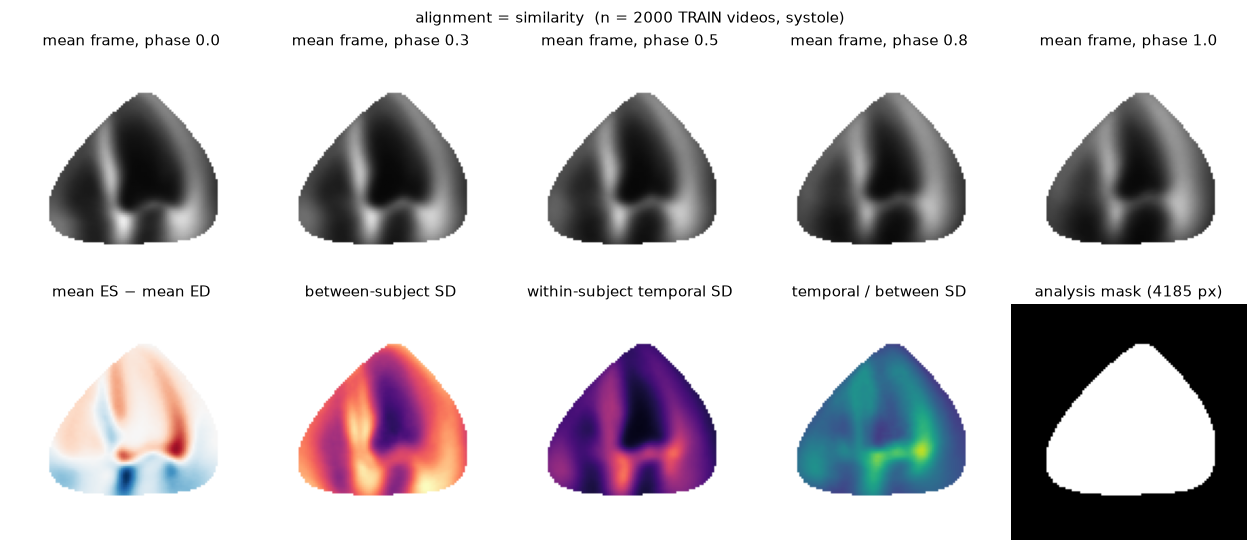 alignment = similarity  (n = 2000 TRAIN videos, systole)
mean frame, phase 0.0
mean frame, phase 0.3
mean frame, phase 0.5
mean frame, phase 0.8
mean frame, phase 1.0
mean ES − mean ED
between-subject SD
within-subject temporal SD
temporal / between SD
analysis mask (4185 px)